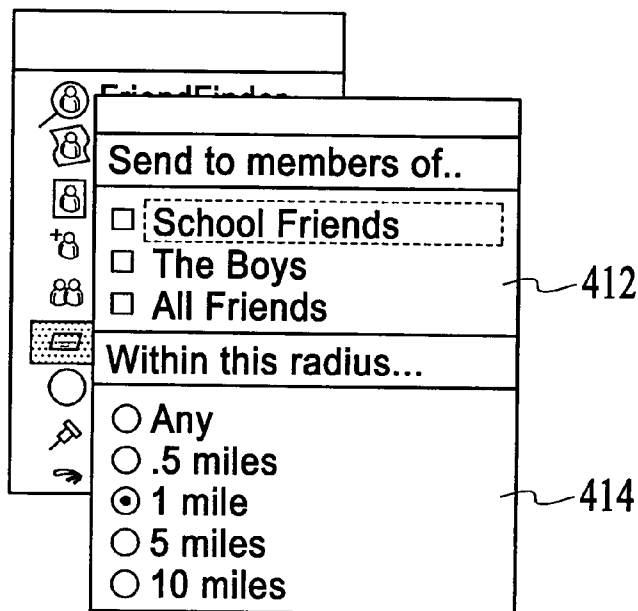 FriendFinder
Send to members of..
School Friends
The Boys
All Friends
412
Within this radius...
Any
.5 miles
1 mile
414
5 miles
10 miles